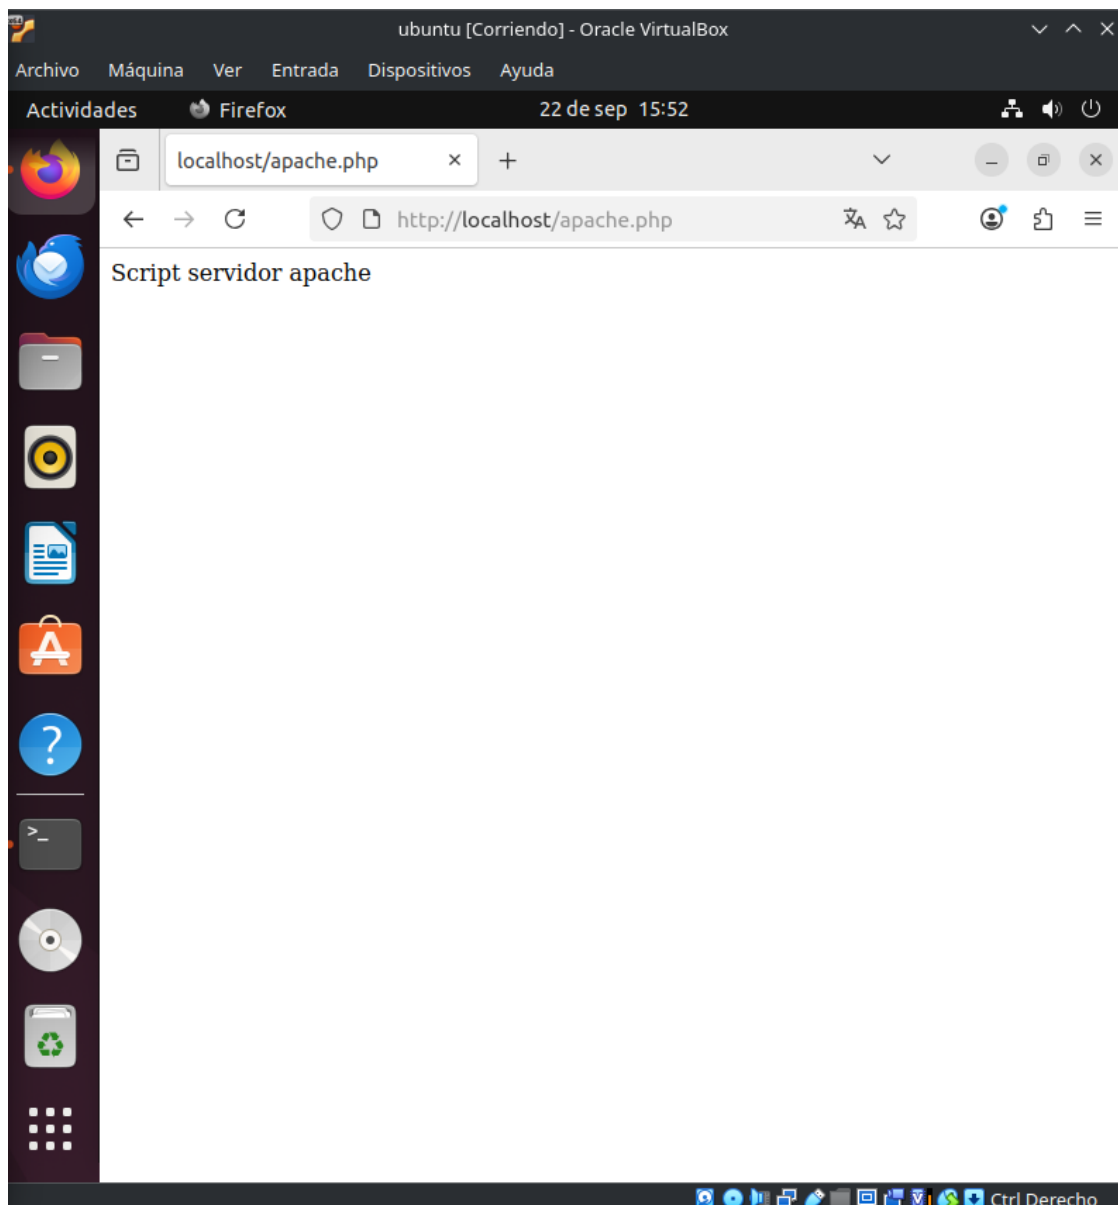 ubuntu [Corriendo] - Oracle VirtualBox
Archivo Máquina Ver Entrada Dispositivos Ayuda
Actividades Firefox 22 de sep 15:52
localhost/apache.php
http://localhost/apache.php
Script servidor apache
Ctrl Derecho